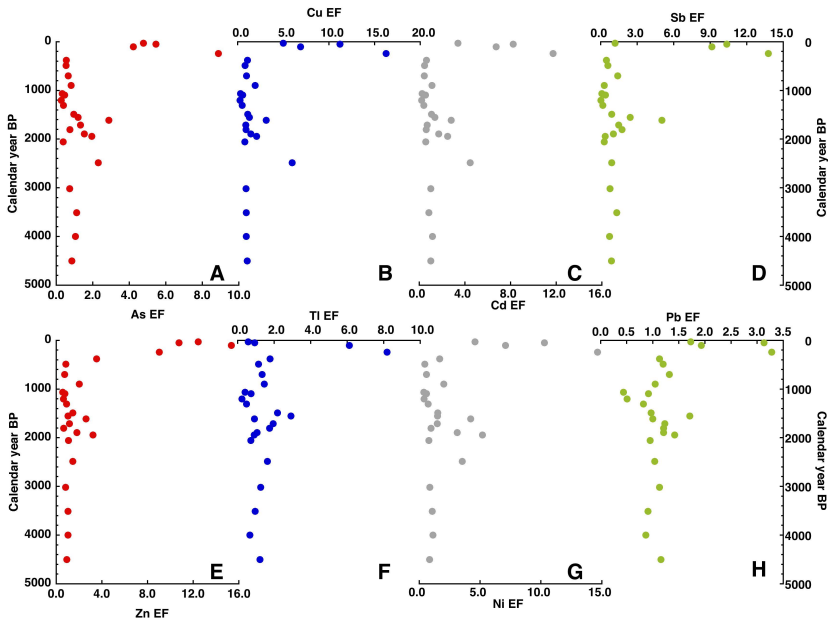 Cu EF
Sb EF
0.0 5.0 10.0 15.0 20.0
0.0 3.0 6.0 9.0 12.0 15.0
0
1000
2000
3000
4000
5000
Calendar year BP
0
1000
2000
3000
4000
5000
Calendar year BP
A
B
C
D
0.0 2.0 4.0 6.0 8.0 10.0
0.0 4.0 8.0 12.0 16.0
As EF
Cd EF
Tl EF
Pb EF
0.0 2.0 4.0 6.0 8.0 10.0
0.0 0.5 1.0 1.5 2.0 2.5 3.0 3.5
0
1000
2000
3000
4000
5000
Calendar year BP
0
1000
2000
3000
4000
5000
Calendar year BP
E
F
G
H
0.0 4.0 8.0 12.0 16.0
0.0 5.0 10.0 15.0
Zn EF
Ni EF